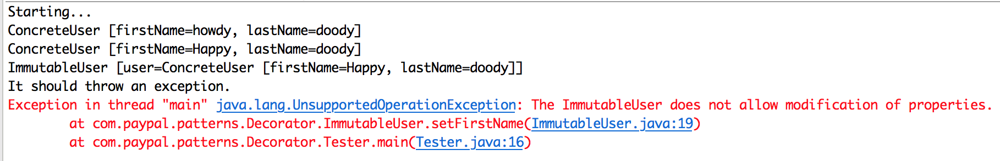 Starting...
ConcreteUser [firstName=howdy, lastName=doody]
ConcreteUser [firstName=Happy, lastName=doody]
ImmutableUser [user=ConcreteUser [firstName=Happy, lastName=doody]]
It should throw an exception.
Exception in thread "main" java.lang.UnsupportedOperationException: The ImmutableUser does not allow modification of properties.
	at com.paypal.patterns.Decorator.ImmutableUser.setFirstName(ImmutableUser.java:19)
	at com.paypal.patterns.Decorator.Tester.main(Tester.java:16)